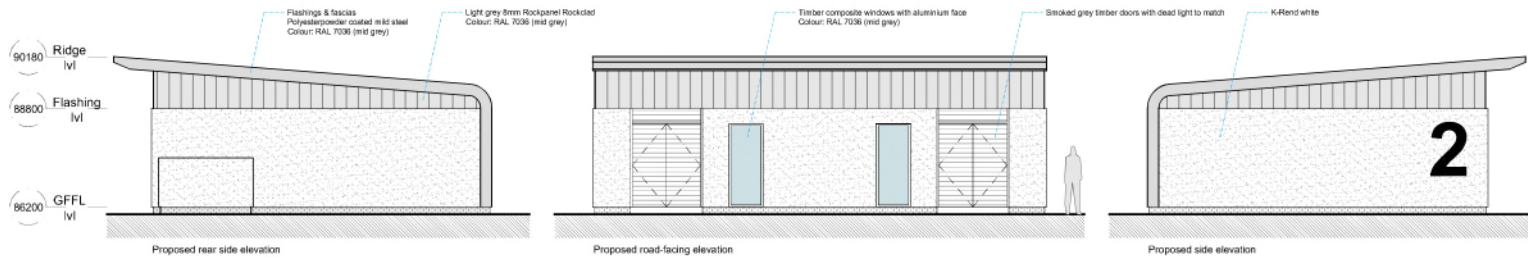 Flashings & fascias
Polyesterpowder coated mild steel
Colour: RAL 7036 (mid grey)
Light grey 8mm Rockpanel Rockclad
Colour: RAL 7036 (mid grey)
Timber composite windows with aluminium face
Colour: RAL 7036 (mid grey)
Smoked grey timber doors with dead light to match
K-Rend white
90180 Ridge
lvl
88800 Flashing
lvl
86200 GFFL
lvl
2
Proposed rear side elevation
Proposed road-facing elevation
Proposed side elevation